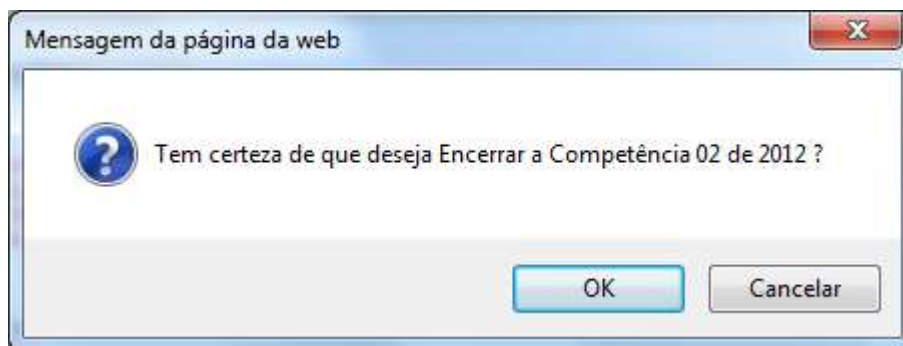 Mensagem da página da web
Tem certeza de que deseja Encerrar a Competência 02 de 2012 ?
OK
Cancelar